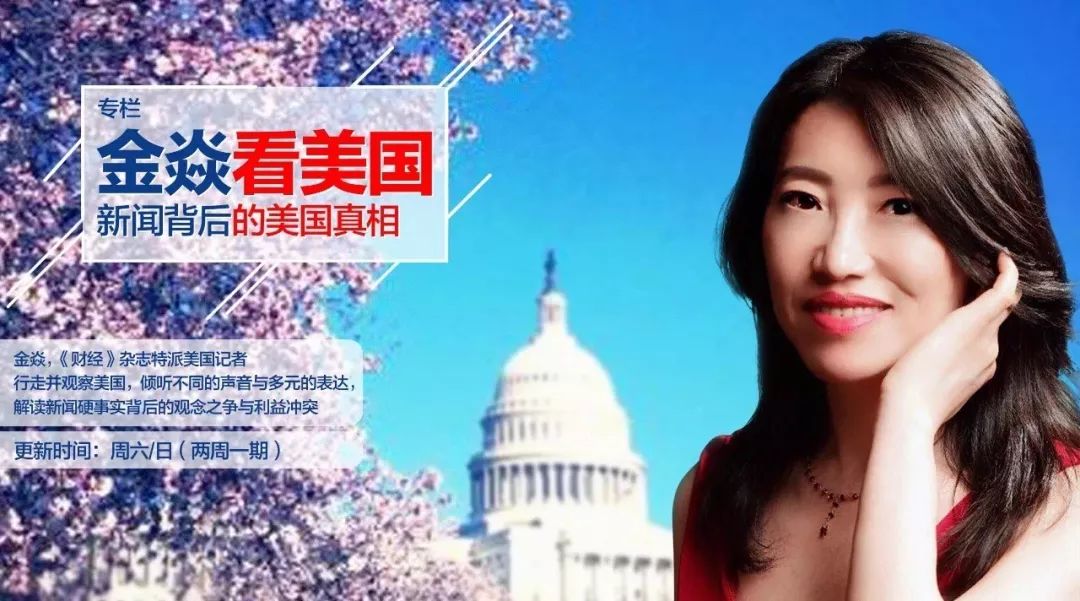 专栏
金焱看美国
新闻背后的美国真相
金焱，《财经》杂志特派美国记者
行走并观察美国，倾听不同的声音与多元的表达，
解读新闻硬事实背后的观念之争与利益冲突
更新时间：周六/日（两周一期）